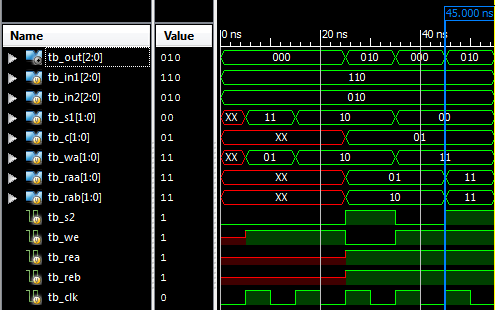 45.000 ns
Name Value 0 ns 20 ns 40 ns
tb_out[2:0] 010 000 010 000 010
tb_in1[2:0] 110 110
tb_in2[2:0] 010 010
tb_s1[1:0] 00 XX 11 10 00
tb_c[1:0] 01 XX 01
tb_wa[1:0] 11 XX 01 10 11
tb_raa[1:0] 11 XX 01 11
tb_rab[1:0] 11 XX 10 11
tb_s2 1
tb_we 1
tb_rea 1
tb_reb 1
tb_clk 0